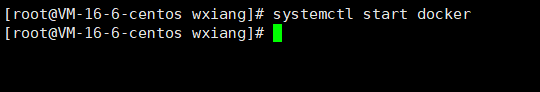 [root@VM-16-6-centos wxiang]# systemctl start docker
[root@VM-16-6-centos wxiang]#